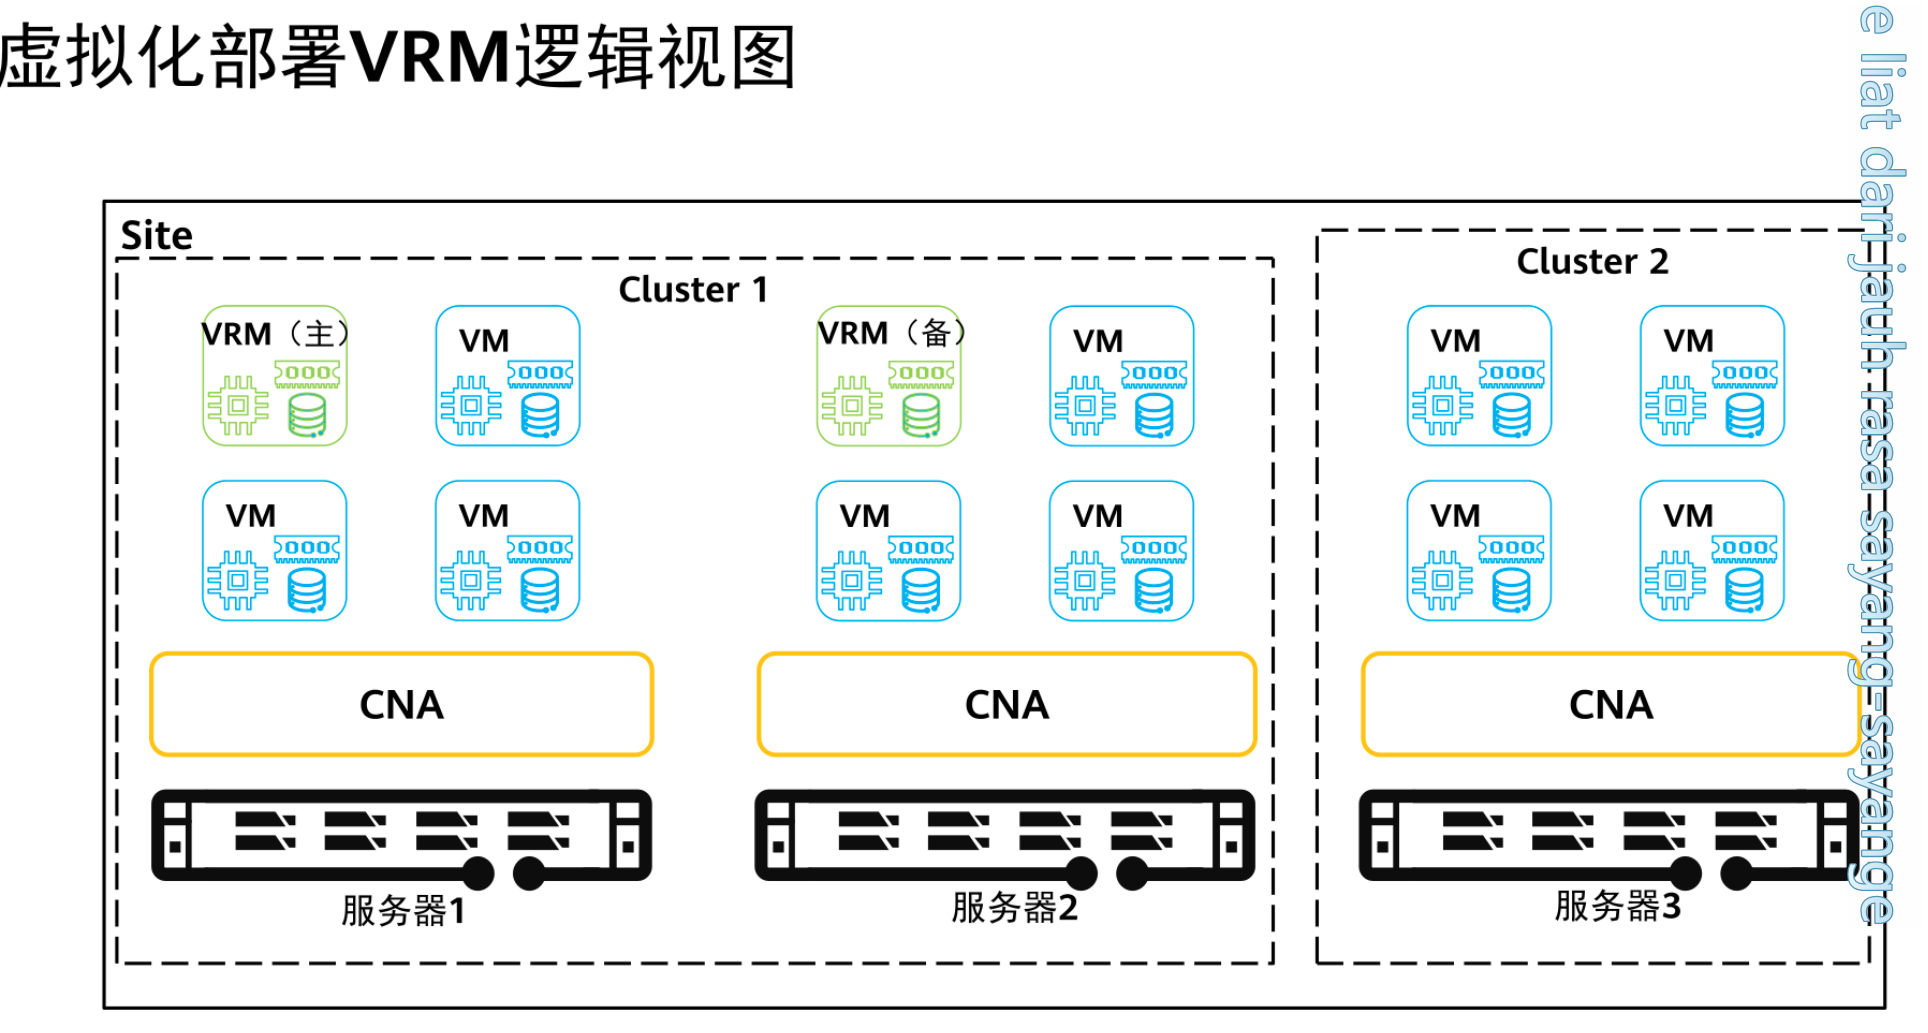 虚拟化部署VRM逻辑视图
Site
Cluster 1
Cluster 2
VRM（主）
VM
VRM（备）
VM
VM
VM
VM
VM
VM
VM
VM
VM
CNA
CNA
CNA
服务器1
服务器2
服务器3
e liat dari jauh rasa sayang-sayange